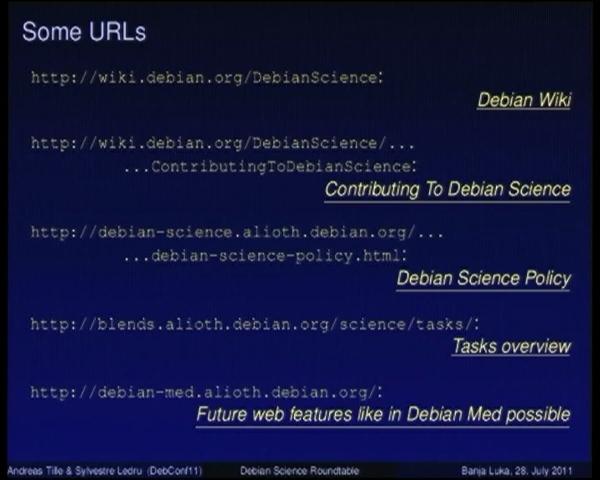 Some URLs
http://wiki.debian.org/DebianScience:
Debian Wiki
http://wiki.debian.org/DebianScience/...
...ContributingToDebianScience:
Contributing To Debian Science
http://debian-science.alioth.debian.org/...
...debian-science-policy.html:
Debian Science Policy
http://blends.alioth.debian.org/science/tasks/:
Tasks overview
http://debian-med.alioth.debian.org/:
Future web features like in Debian Med possible
Andreas Tille & Sylvestre Ledru (DebConf11) Debian Science Roundtable Banja Luka, 28. July 2011